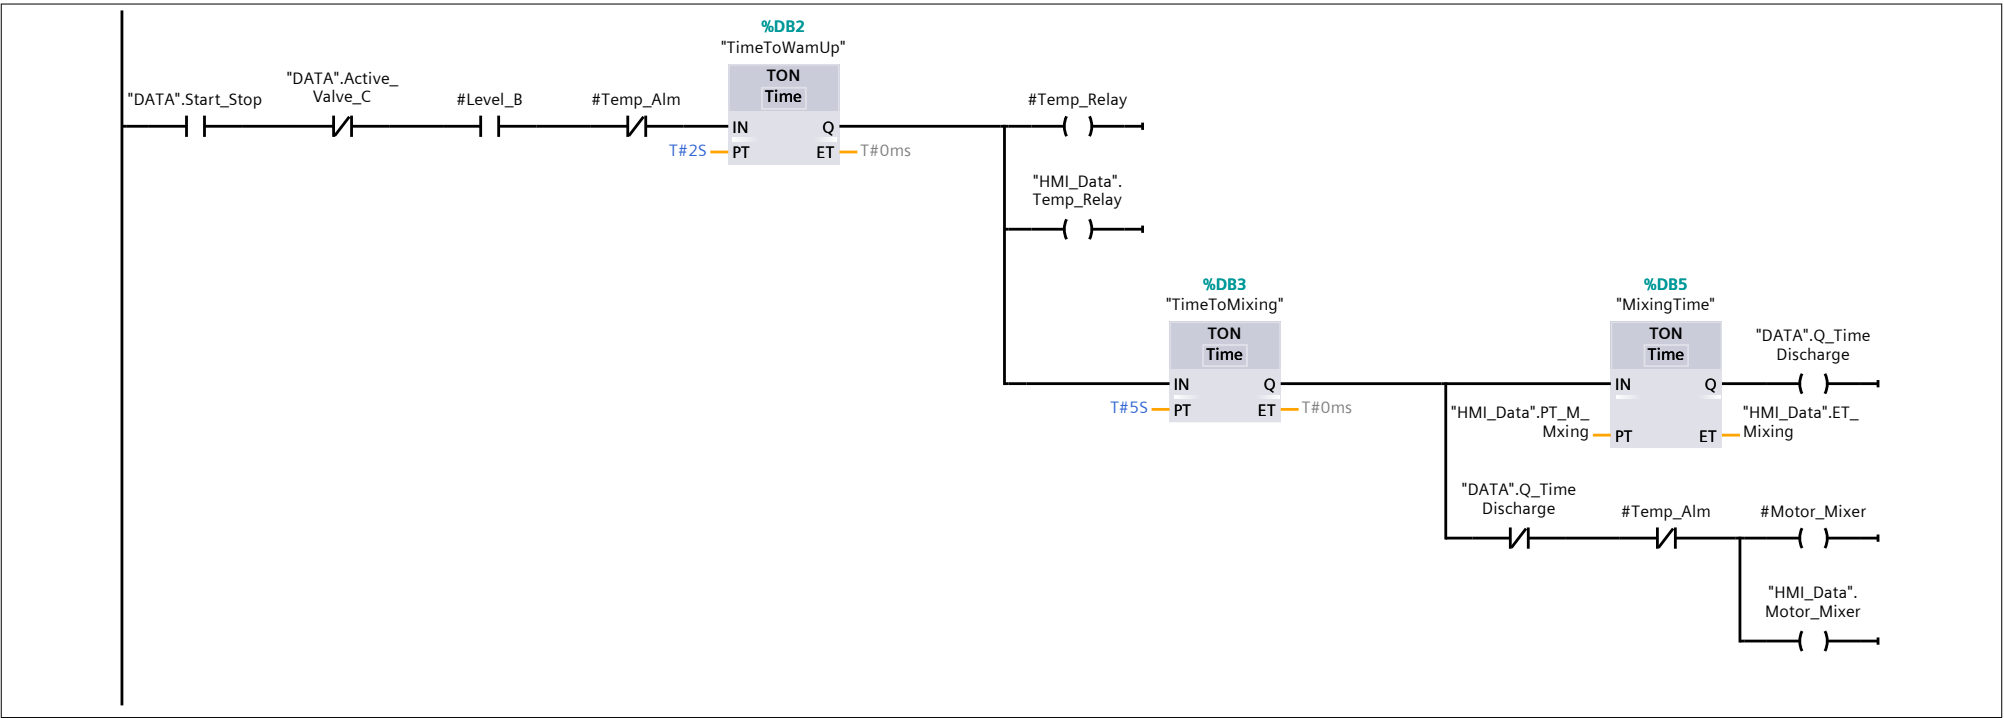 %DB2
"TimeToWamUp"
TON
Time
"DATA".Start_Stop
"DATA".Active_
Valve_C
#Level_B
#Temp_Alm
IN
Q
T#2S
PT
ET
T#0ms
#Temp_Relay
"HMI_Data".
Temp_Relay
%DB3
"TimeToMixing"
TON
Time
IN
Q
T#5S
PT
ET
T#0ms
%DB5
"MixingTime"
TON
Time
IN
Q
"HMI_Data".PT_M_
Mxing
PT
ET
"HMI_Data".ET_
Mixing
"DATA".Q_Time
Discharge
"DATA".Q_Time
Discharge
#Temp_Alm
#Motor_Mixer
"HMI_Data".
Motor_Mixer